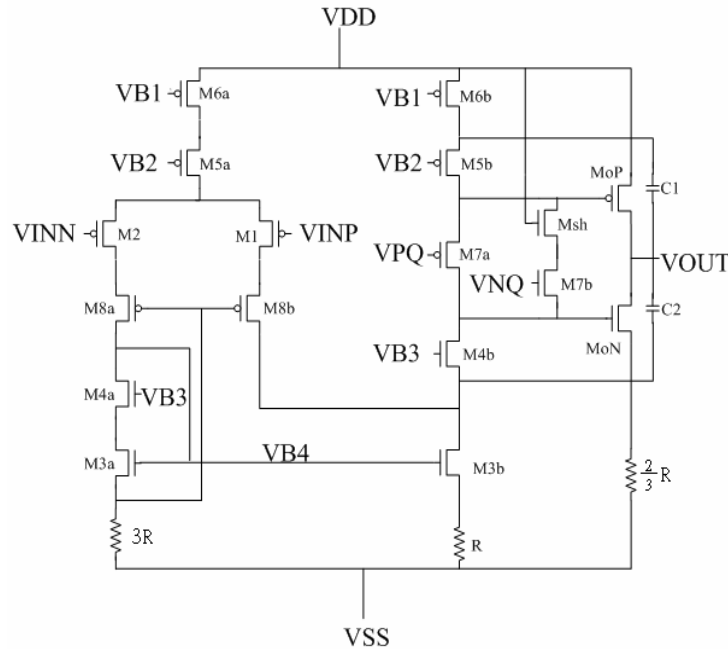 VDD
VB1 M6a VB1 M6b
VB2 M5a VB2 M5b
MoP C1
VINN M2 M1 VINP Msh
VPQ M7a VOUT
VNQ M7b
M8a M8b C2
MoN
VB3 M4b
M4a VB3
VB4
M3a M3b
2/3 R
3R R
VSS